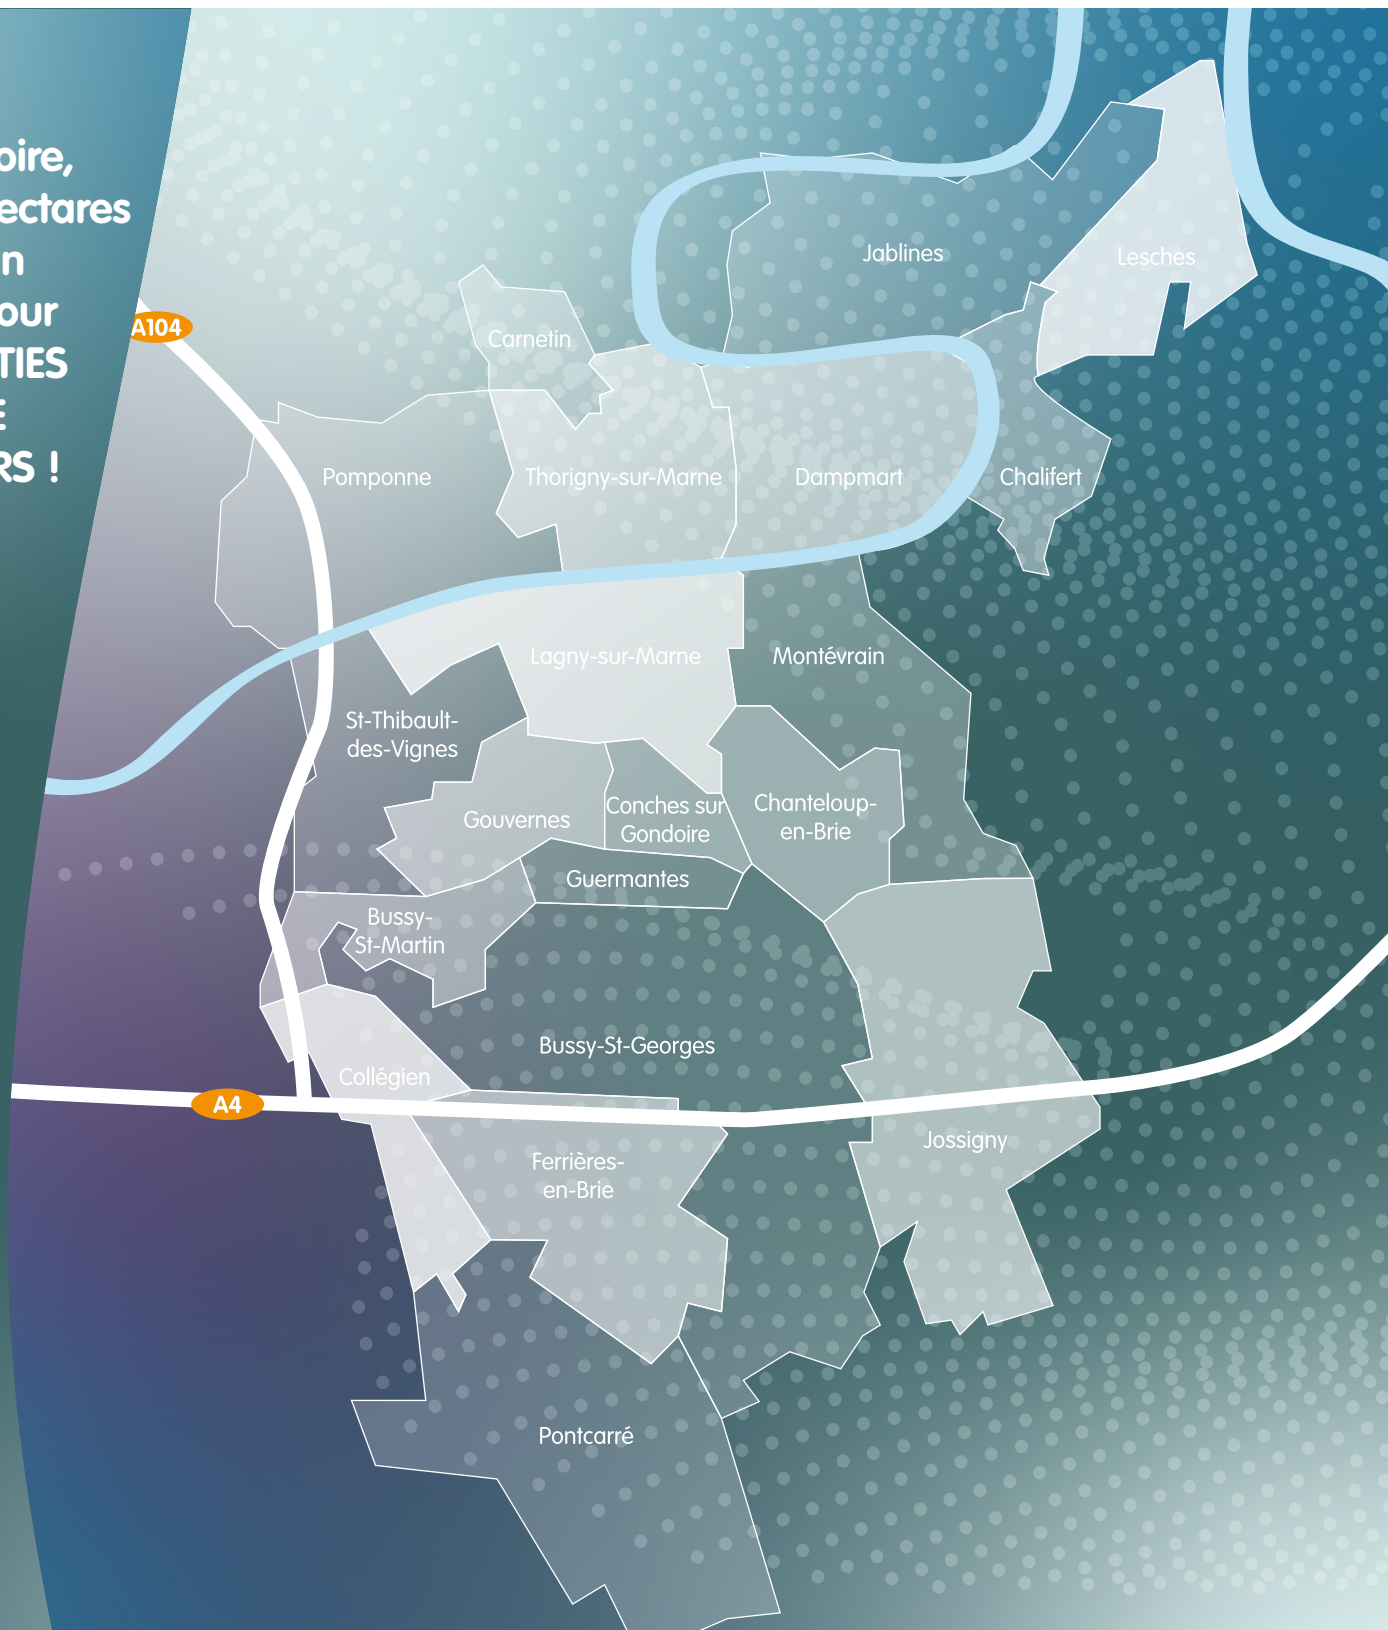 oire,
ectares
n
our
TIES
E
RS !
A104
Jablines
Lesches
Carnetin
Pomponne
Thorigny-sur-Marne
Dampmart
Chalifert
Lagny-sur-Marne
Montévrain
St-Thibault-
des-Vignes
Gouvernes
Conches sur
Gondoire
Chanteloup-
en-Brie
Guermantes
Bussy-
St-Martin
Bussy-St-Georges
Collégien
A4
Jossigny
Ferrières-
en-Brie
Pontcarré